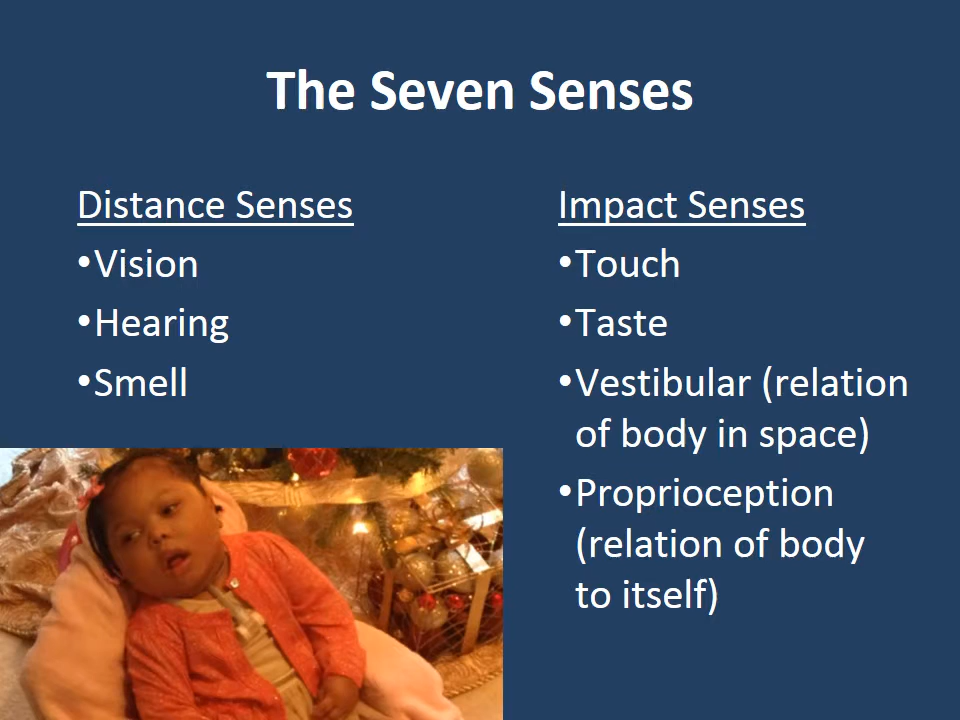 The Seven Senses
Distance Senses
•Vision
•Hearing
•Smell
Impact Senses
•Touch
•Taste
•Vestibular (relation
of body in space)
•Proprioception
(relation of body
to itself)